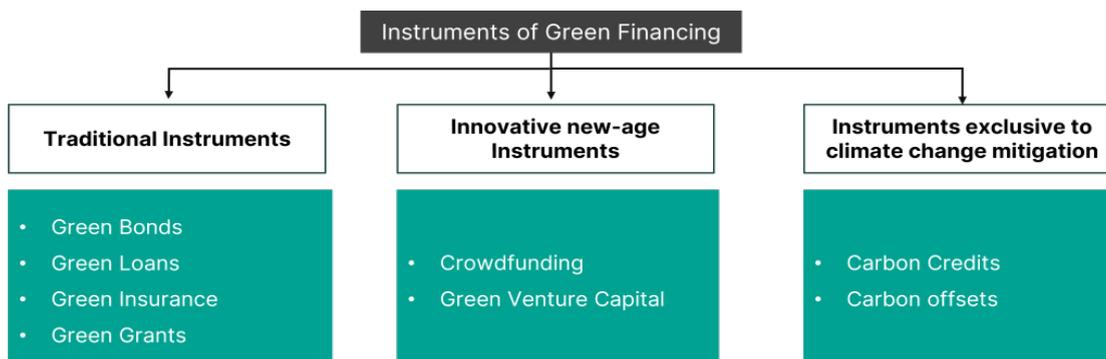 Instruments of Green Financing
Traditional Instruments
Innovative new-age
Instruments
Instruments exclusive to
climate change mitigation
• Green Bonds
• Green Loans
• Green Insurance
• Green Grants
• Crowdfunding
• Green Venture Capital
• Carbon Credits
• Carbon offsets